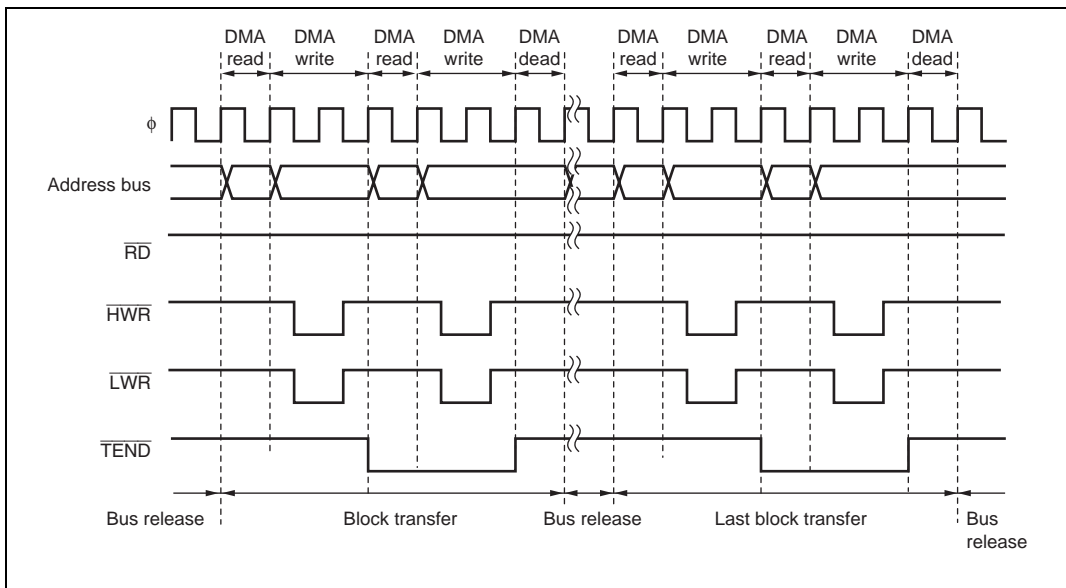 DMA read
DMA write
DMA read
DMA write
DMA dead
DMA read
DMA write
DMA read
DMA write
DMA dead
ϕ
Address bus
RD
HWR
LWR
TEND
Bus release
Block transfer
Bus release
Last block transfer
Bus
release